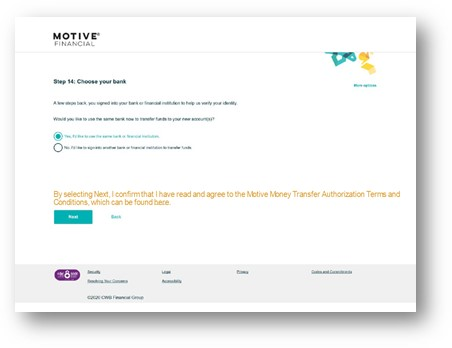 MOTIVE®
FINANCIAL
Step 14: Choose your bank
More options
A few steps back, you signed into your bank or financial institution to help us verify your identity.
Would you like to use the same bank now to transfer funds to your new account(s)?
Yes, I'd like to use the same bank or financial institution.
No, I'd like to sign into another bank or financial institution to transfer funds.
By selecting Next, I confirm that I have read and agree to the Motive Money Transfer Authorization Terms and
Conditions, which can be found here.
Next Back
Security Legal Privacy
Resolving Your Concerns Accessibility
©2020 CWB Financial Group